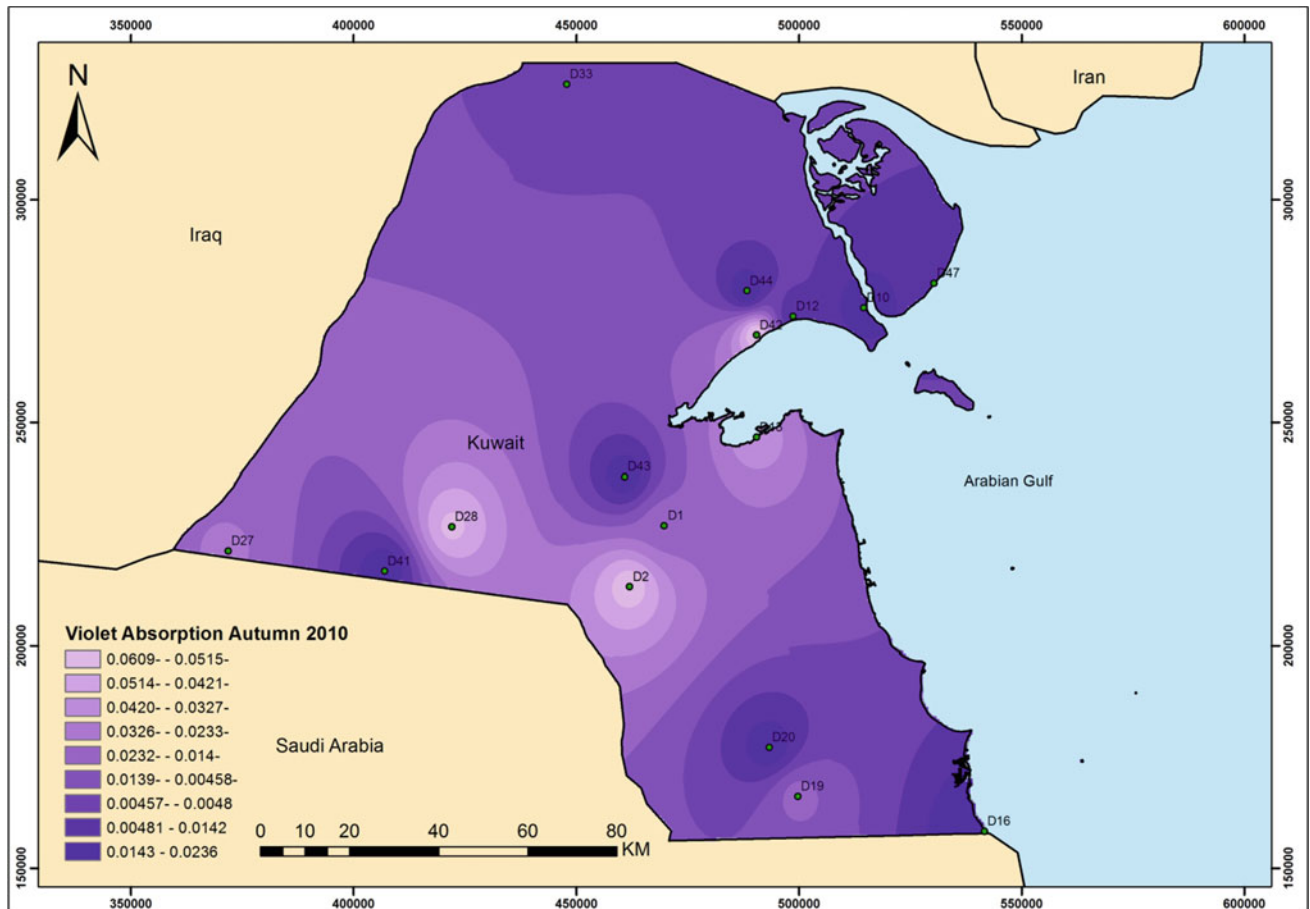 350000 400000 450000 500000 550000 600000
N
Iran
D33
300000 300000
Iraq
D44
D47
D12
D10
D42
250000 250000
Kuwait
D13
D43
Arabian Gulf
D28
D1
D27
D41
D2
Violet Absorption Autumn 2010
0.0609- - 0.0515-
0.0514- - 0.0421-
0.0420- - 0.0327-
0.0326- - 0.0233-
0.0232- - 0.014-
0.0139- - 0.00458-
0.00457- - 0.0048
0.00481 - 0.0142
0.0143 - 0.0236
200000 200000
Saudi Arabia
D20
D19
D16
0 10 20 40 60 80
KM
150000 150000
350000 400000 450000 500000 550000 600000